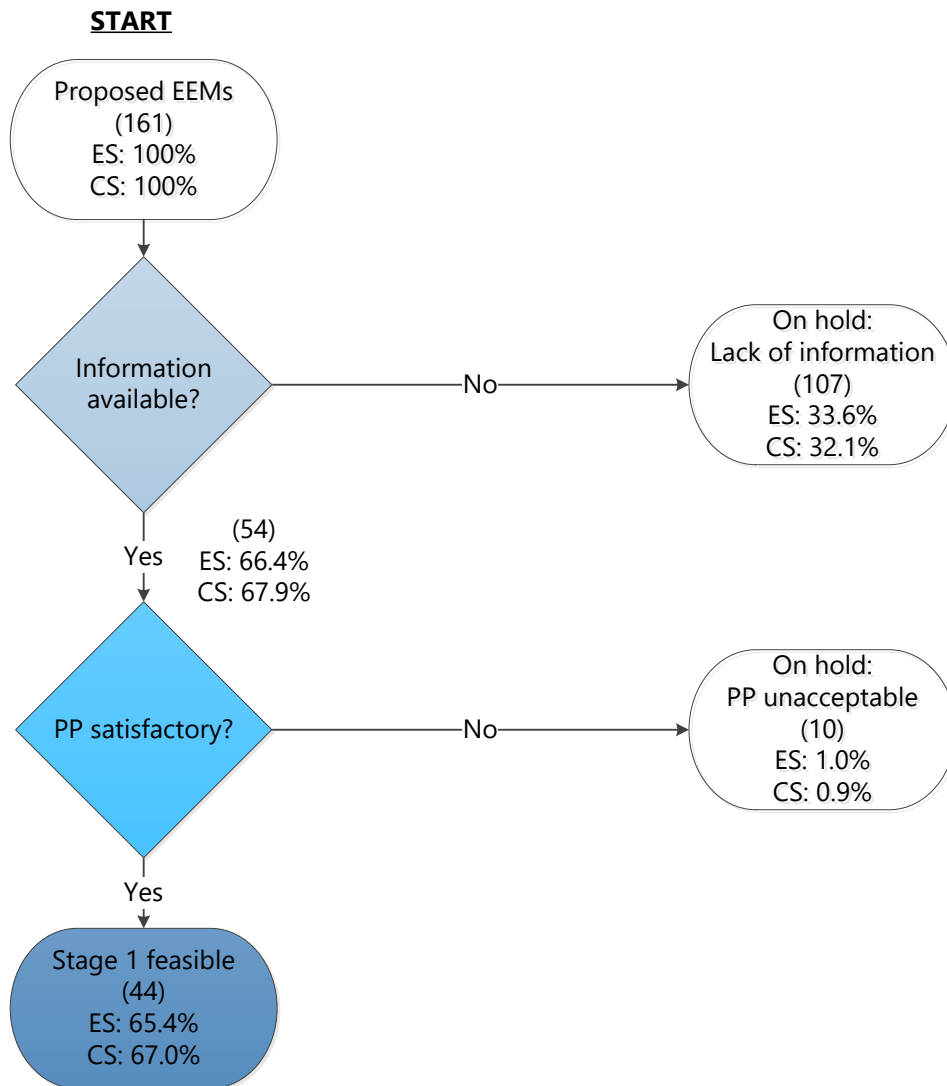 START
Proposed EEMs
(161)
ES: 100%
CS: 100%
Information
available?
No
On hold:
Lack of information
(107)
ES: 33.6%
CS: 32.1%
Yes
(54)
ES: 66.4%
CS: 67.9%
PP satisfactory?
No
On hold:
PP unacceptable
(10)
ES: 1.0%
CS: 0.9%
Yes
Stage 1 feasible
(44)
ES: 65.4%
CS: 67.0%